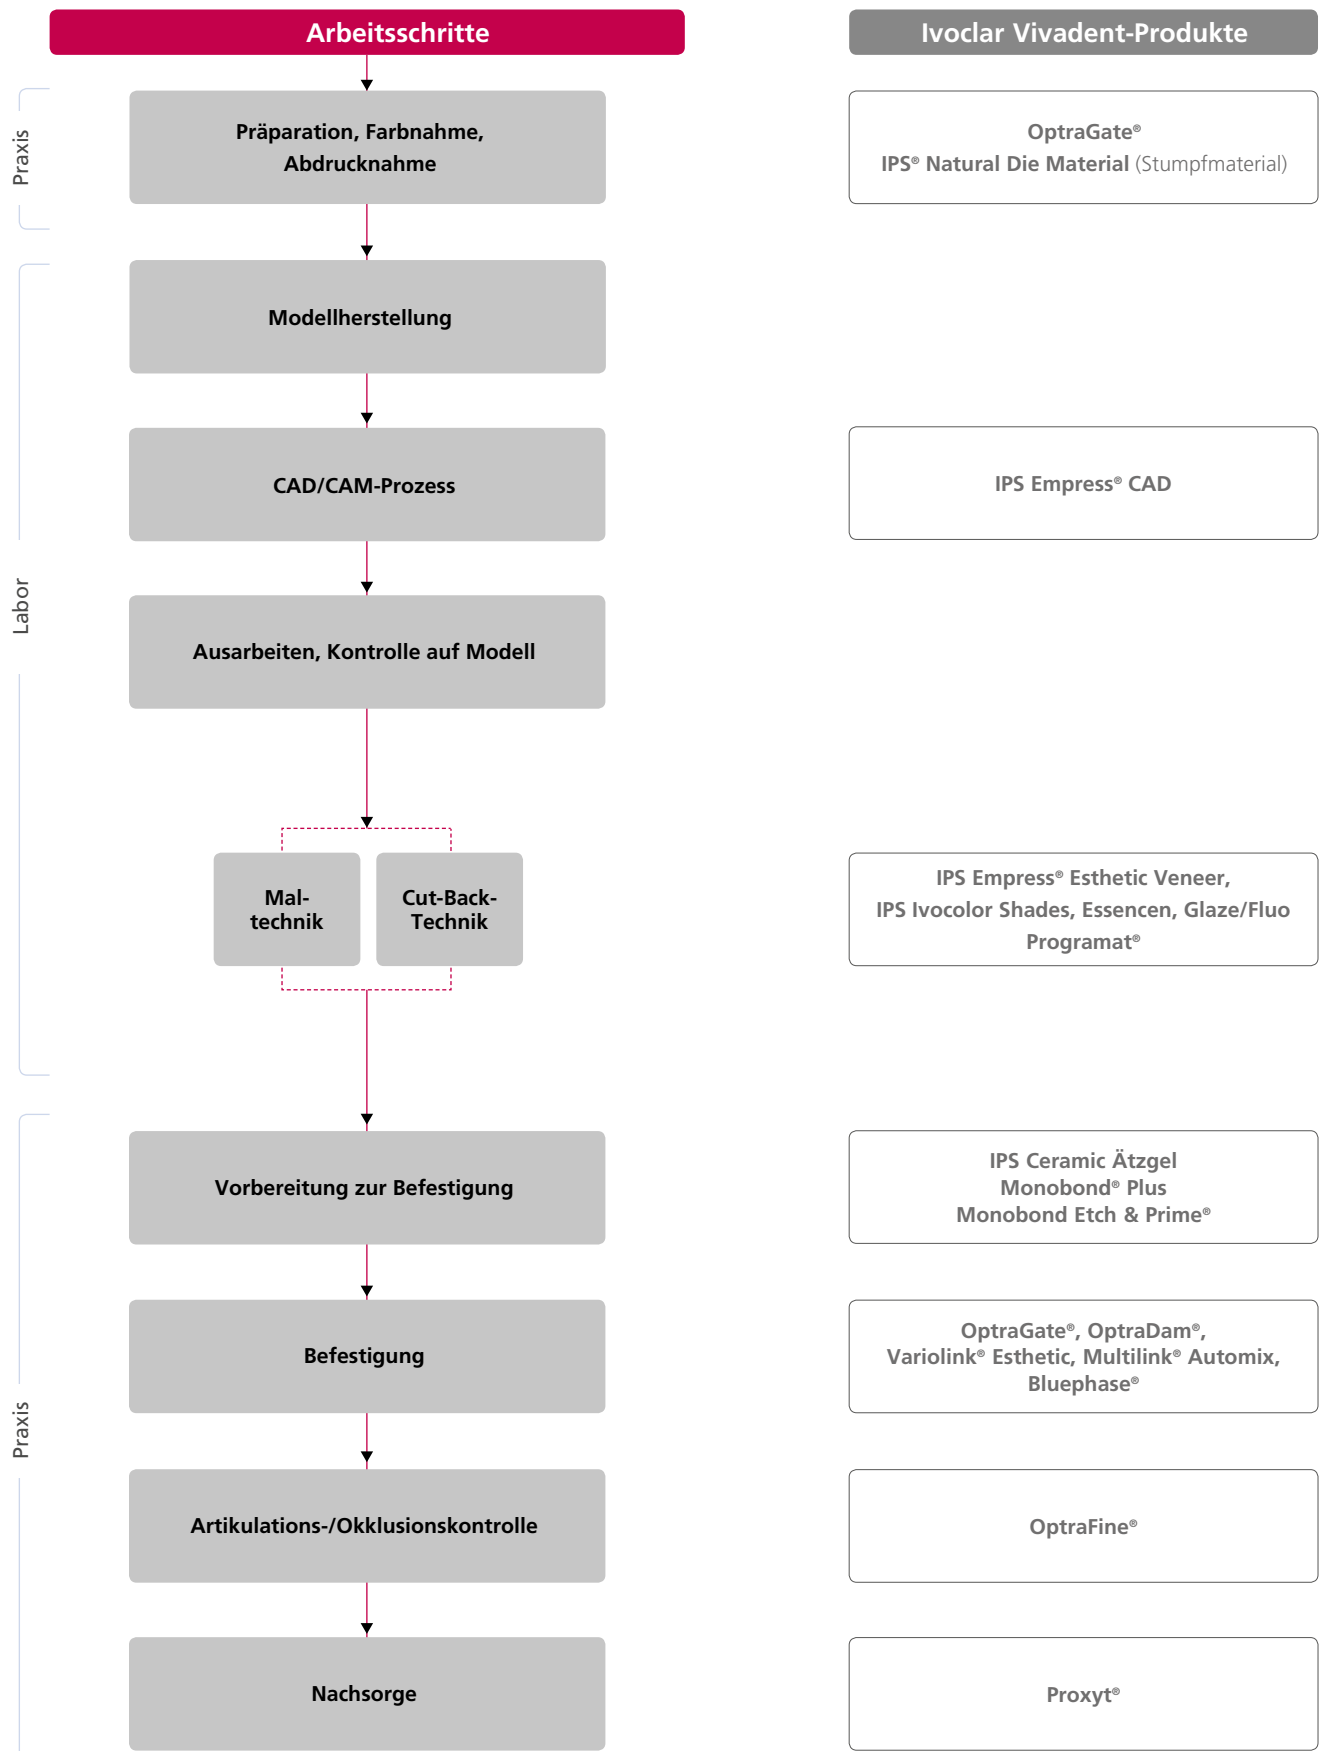 Arbeitsschritte
Ivoclar Vivadent-Produkte
Praxis
Präparation, Farbnahme,
Abdrucknahme
OptraGate®
IPS® Natural Die Material (Stumpfmaterial)
Labor
Modellherstellung
CAD/CAM-Prozess
IPS Empress® CAD
Ausarbeiten, Kontrolle auf Modell
Mal-
technik
Cut-Back-
Technik
IPS Empress® Esthetic Veneer,
IPS Ivocolor Shades, Essencen, Glaze/Fluo
Programat®
Praxis
Vorbereitung zur Befestigung
IPS Ceramic Ätzgel
Monobond® Plus
Monobond Etch & Prime®
Befestigung
OptraGate®, OptraDam®,
Variolink® Esthetic, Multilink® Automix,
Bluephase®
Artikulations-/Okklusionskontrolle
OptraFine®
Nachsorge
Proxyt®